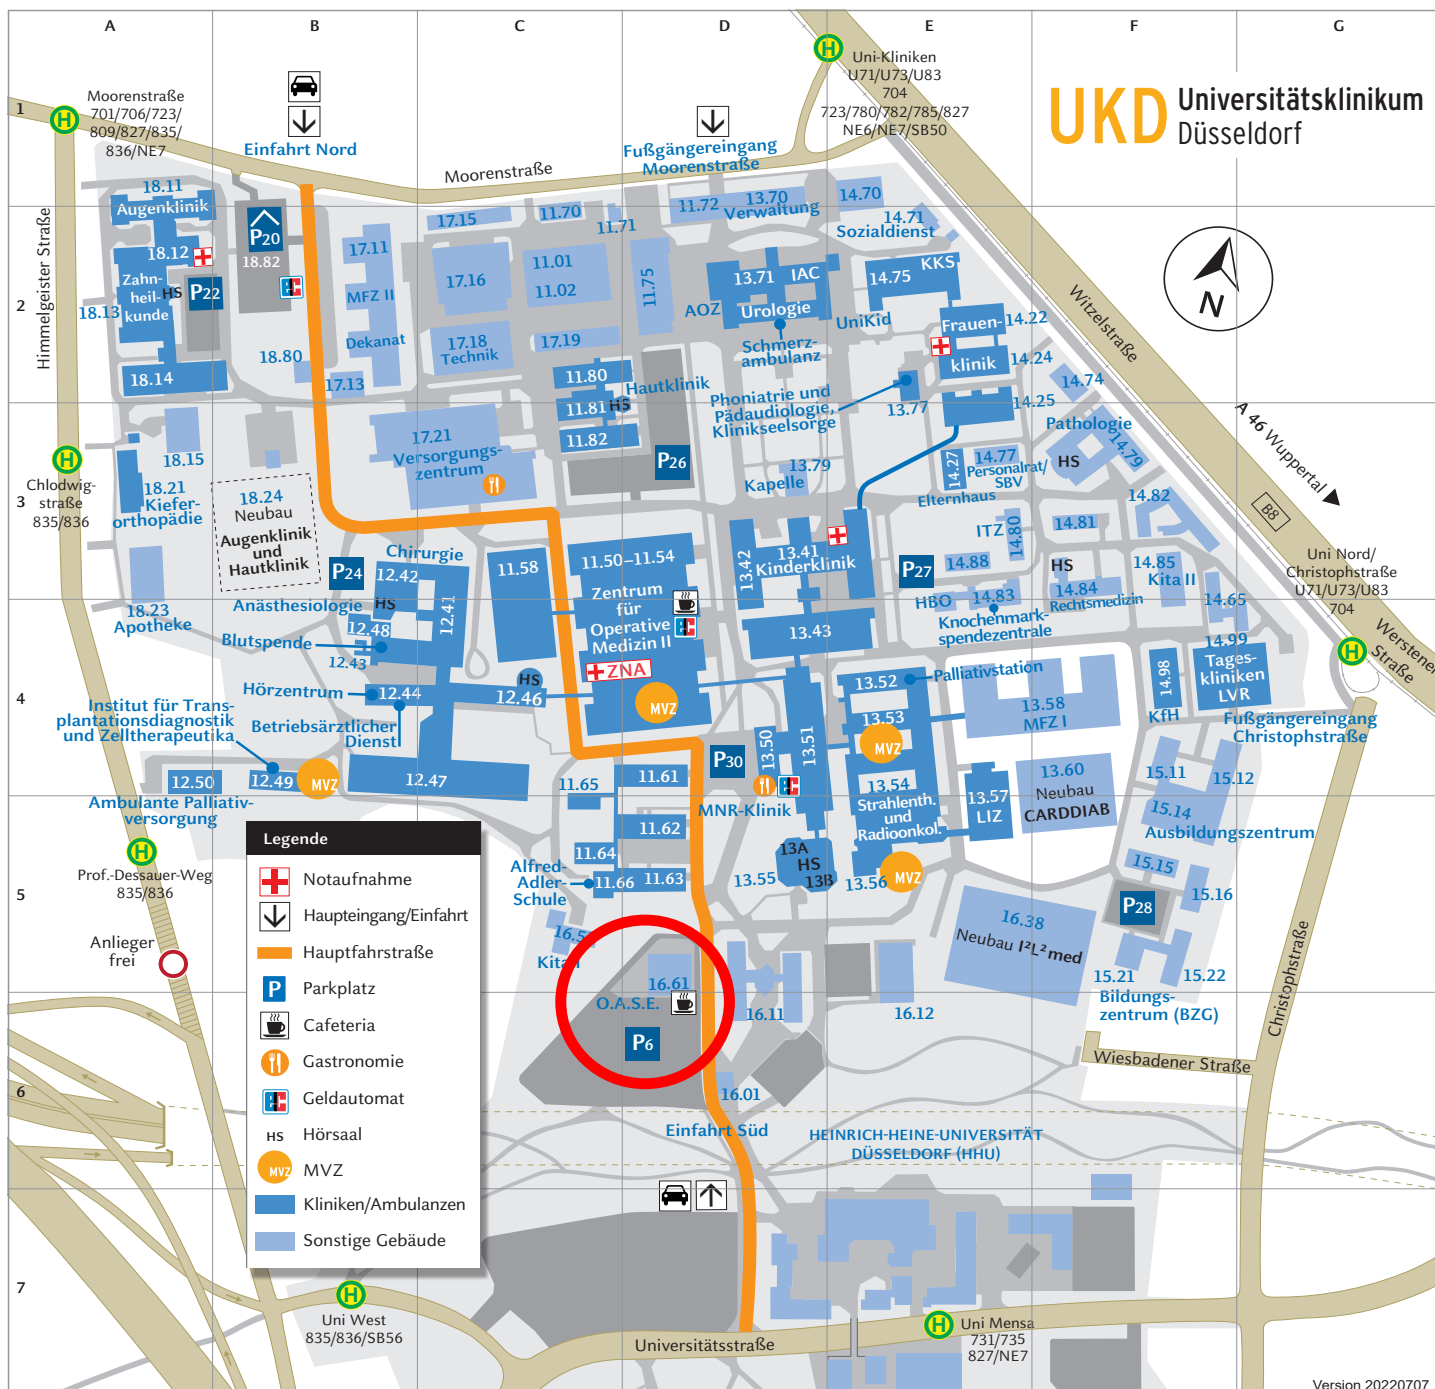 A
B
C
D
E
F
G
1
2
3
4
5
6
7
UKD Universitätsklinikum
Düsseldorf
Moorenstraße
701/706/723/
809/827/835/
836/NE7
Einfahrt Nord
Moorenstraße
Fußgängereingang
Moorenstraße
Uni-Kliniken
U71/U73/U83
704
723/780/782/785/827
NE6/NE7/SB50
Himmelgeister Straße
18.11
Augenklinik
18.12
Zahn-
heil-
kunde
HS
P22
18.13
18.14
P20
18.82
18.80
17.11
MFZ II
Dekanat
17.13
17.15
17.16
17.18
Technik
11.70
11.71
11.01
11.02
17.19
11.75
11.72
13.70
Verwaltung
14.70
14.71
Sozialdienst
13.71
IAC
AOZ
Urologie
Schmerz-
ambulanz
14.75
KKS
UniKid
Frauen-
klinik
14.22
14.24
14.25
14.74
Witzelstraße
N
A 46 Wuppertal
B8
11.80
11.81
HS
11.82
Hautklinik
P26
Phoniatrie und
Pädaudiologie,
Klinikseelsorge
13.77
13.79
Kapelle
14.27
14.77
Personalrat/
SBV
Elternhaus
Pathologie
HS
14.79
14.82
Chlodwig-
straße
835/836
18.15
18.21
Kiefer-
orthopädie
18.24
Neubau
Augenklinik
und
Hautklinik
17.21
Versorgungs-
zentrum
18.23
Apotheke
P24
Chirurgie
12.42
HS
12.41
Anästhesiologie
12.48
Blutspende
12.43
Hörzentrum
12.44
Betriebsärztlicher
Dienst
Institut für Trans-
plantationsdiagnostik
und Zelltherapeutika
12.50
12.49
MVZ
12.47
Ambulante Palliativ-
versorgung
11.58
HS
12.46
11.50–11.54
Zentrum
für
Operative
Medizin II
ZNA
MVZ
13.42
13.41
Kinderklinik
13.43
P27
ITZ
14.80
14.81
14.88
HBO
14.83
Knochenmark-
spendezentrale
HS
14.84
Rechtsmedizin
14.85
Kita II
14.65
14.99
Tages-
kliniken
LVR
14.98
KfH
Uni Nord/
Christophstraße
U71/U73/U83
704
Werstener
Straße
Fußgängereingang
Christophstraße
13.52
Palliativstation
13.53
MVZ
13.58
MFZ I
13.50
13.51
P30
MNR-Klinik
13.54
Strahlenth.
und
Radioonkol.
13.57
LIZ
13.60
Neubau
CARDDIAB
15.11
15.12
15.14
Ausbildungszentrum
15.15
15.16
P28
15.21
15.22
Bildungs-
zentrum (BZG)
11.65
11.61
11.62
11.64
11.66
11.63
Alfred-
Adler-
Schule
13A
HS
13B
13.55
13.56
MVZ
16.38
Neubau I²L²med
Prof.-Dessauer-Weg
835/836
Anlieger
frei
16.5
Kita
16.61
O.A.S.E.
P6
16.11
16.12
16.01
Einfahrt Süd
HEINRICH-HEINE-UNIVERSITÄT
DÜSSELDORF (HHU)
Wiesbadener Straße
Christophstraße
Legende
Notaufnahme
Haupteingang/Einfahrt
Hauptfahrstraße
P Parkplatz
Cafeteria
Gastronomie
Geldautomat
HS Hörsaal
MVZ MVZ
Kliniken/Ambulanzen
Sonstige Gebäude
Uni West
835/836/SB56
Universitätsstraße
Uni Mensa
731/735
827/NE7
Version 20220707